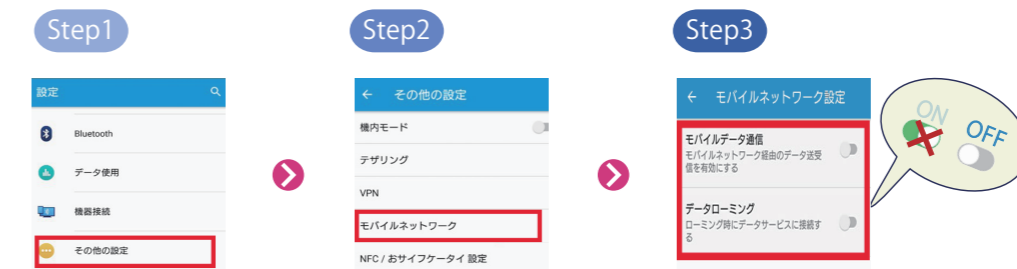 Step1
設定
Bluetooth
データ使用
機器接続
その他の設定
Step2
← その他の設定
機内モード
テザリング
VPN
モバイルネットワーク
NFC / おサイフケータイ 設定
Step3
← モバイルネットワーク設定
モバイルデータ通信
モバイルネットワーク経由のデータ送受
信を有効にする
データローミング
ローミング時にデータサービスに接続す
る
ON
OFF